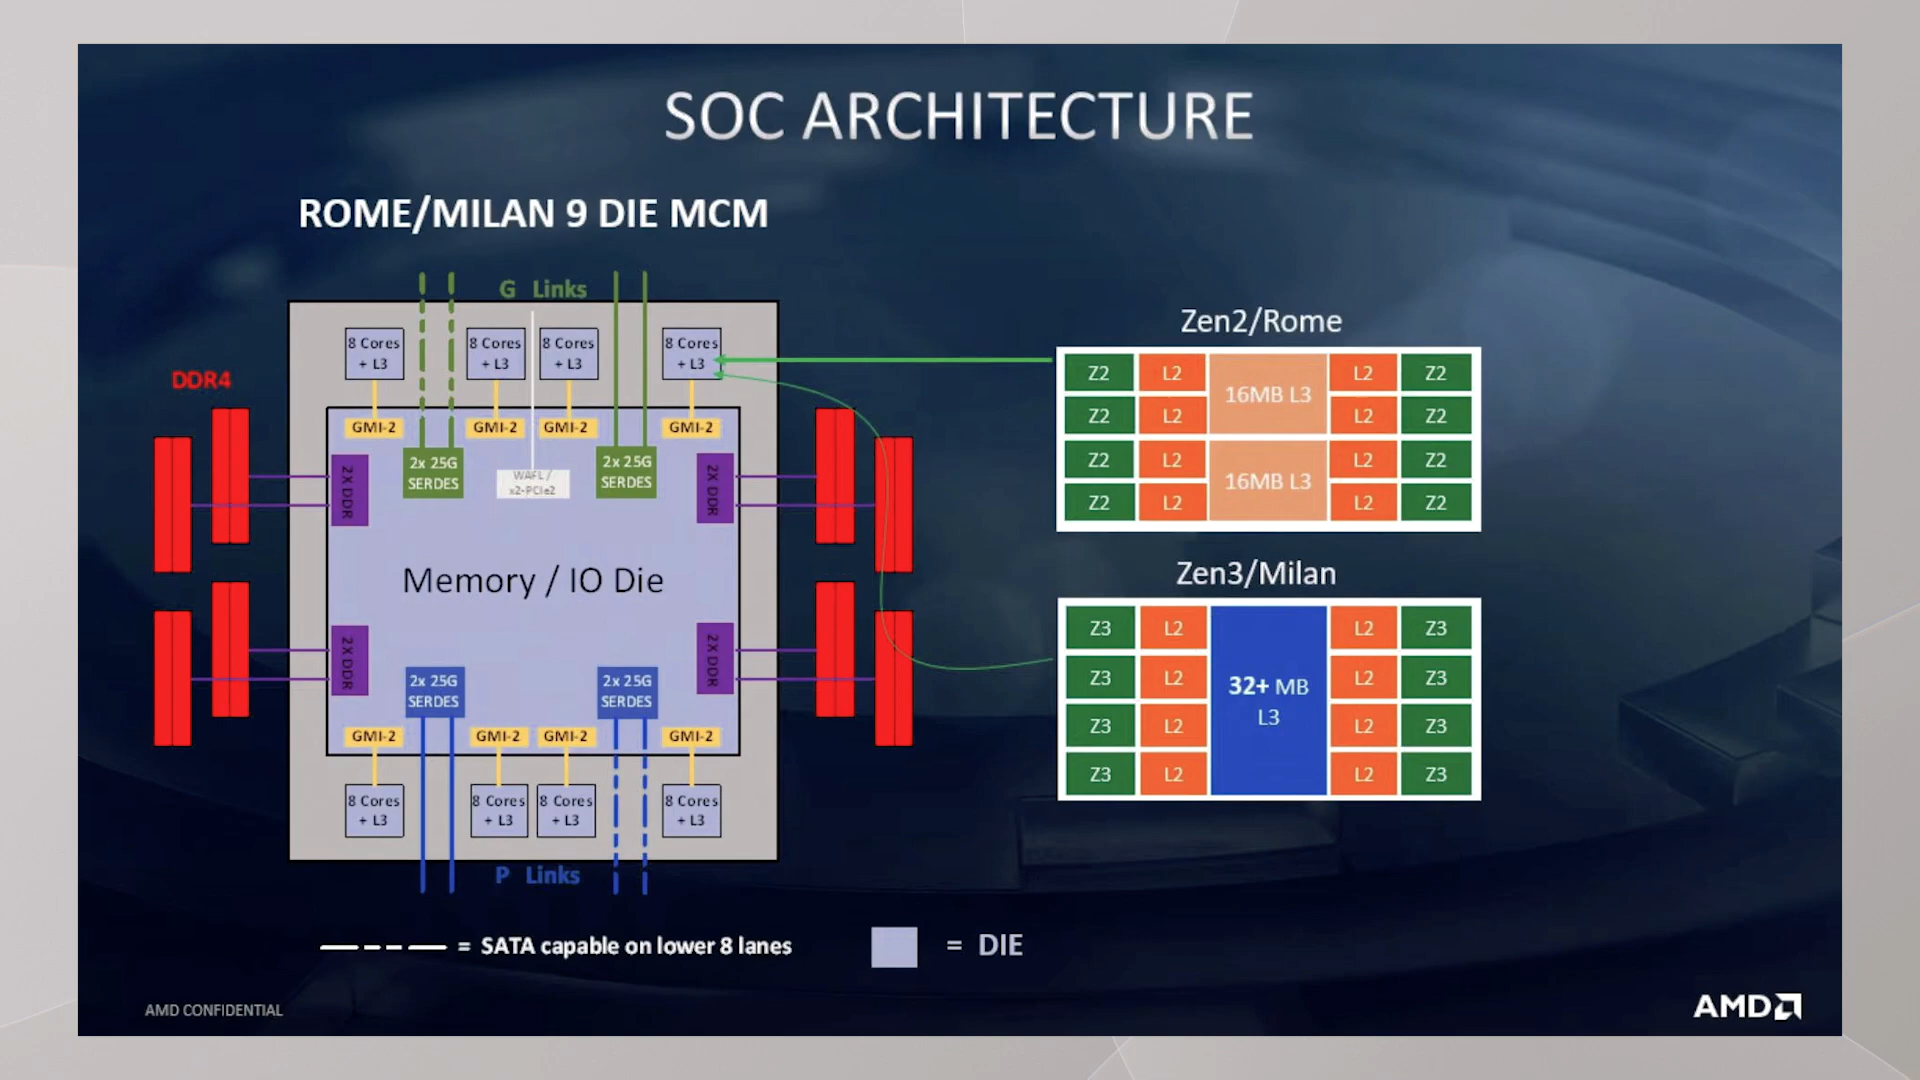 SOC ARCHITECTURE
ROME/MILAN 9 DIE MCM
G Links
8 Cores + L3
8 Cores + L3
8 Cores + L3
8 Cores + L3
DDR4
GMI-2
GMI-2
GMI-2
GMI-2
2x 25G SERDES
WAFL/ x2-PCIe2
2x 25G SERDES
2X DDR
2X DDR
Memory / IO Die
2X DDR
2X DDR
2x 25G SERDES
2x 25G SERDES
GMI-2
GMI-2
GMI-2
GMI-2
8 Cores + L3
8 Cores + L3
8 Cores + L3
8 Cores + L3
P Links
Zen2/Rome
Z2 L2 16MB L3 L2 Z2
Z2 L2 L2 Z2
Z2 L2 16MB L3 L2 Z2
Z2 L2 L2 Z2
Zen3/Milan
Z3 L2 L2 Z3
Z3 L2 32+ MB L2 Z3
Z3 L2 L3 L2 Z3
Z3 L2 L2 Z3
= SATA capable on lower 8 lanes
= DIE
AMD CONFIDENTIAL
AMD